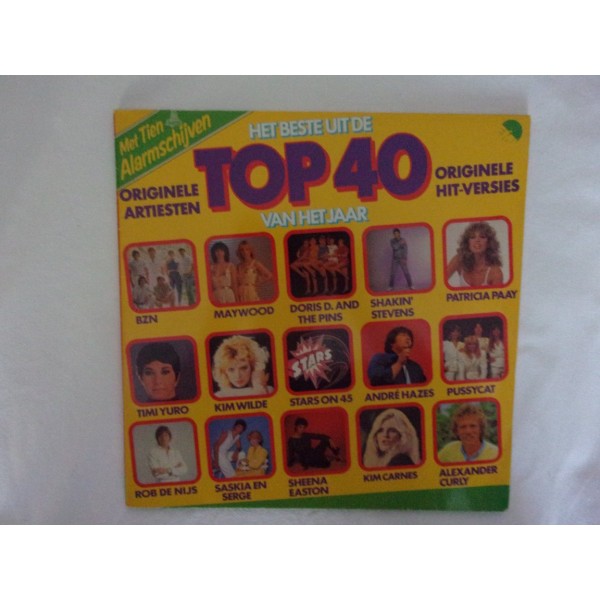 Met Tien
Alarmschijven
HET BESTE UIT DE
TOP 40
VAN HET JAAR
ORIGINELE
ARTIESTEN
ORIGINELE
HIT-VERSIES
BZN
MAYWOOD
DORIS D. AND
THE PINS
SHAKIN'
STEVENS
PATRICIA PAAY
TIMI YURO
KIM WILDE
STARS
STARS ON 45
ANDRÉ HAZES
PUSSYCAT
ROB DE NIJS
SASKIA EN
SERGE
SHEENA
EASTON
KIM CARNES
ALEXANDER
CURLY